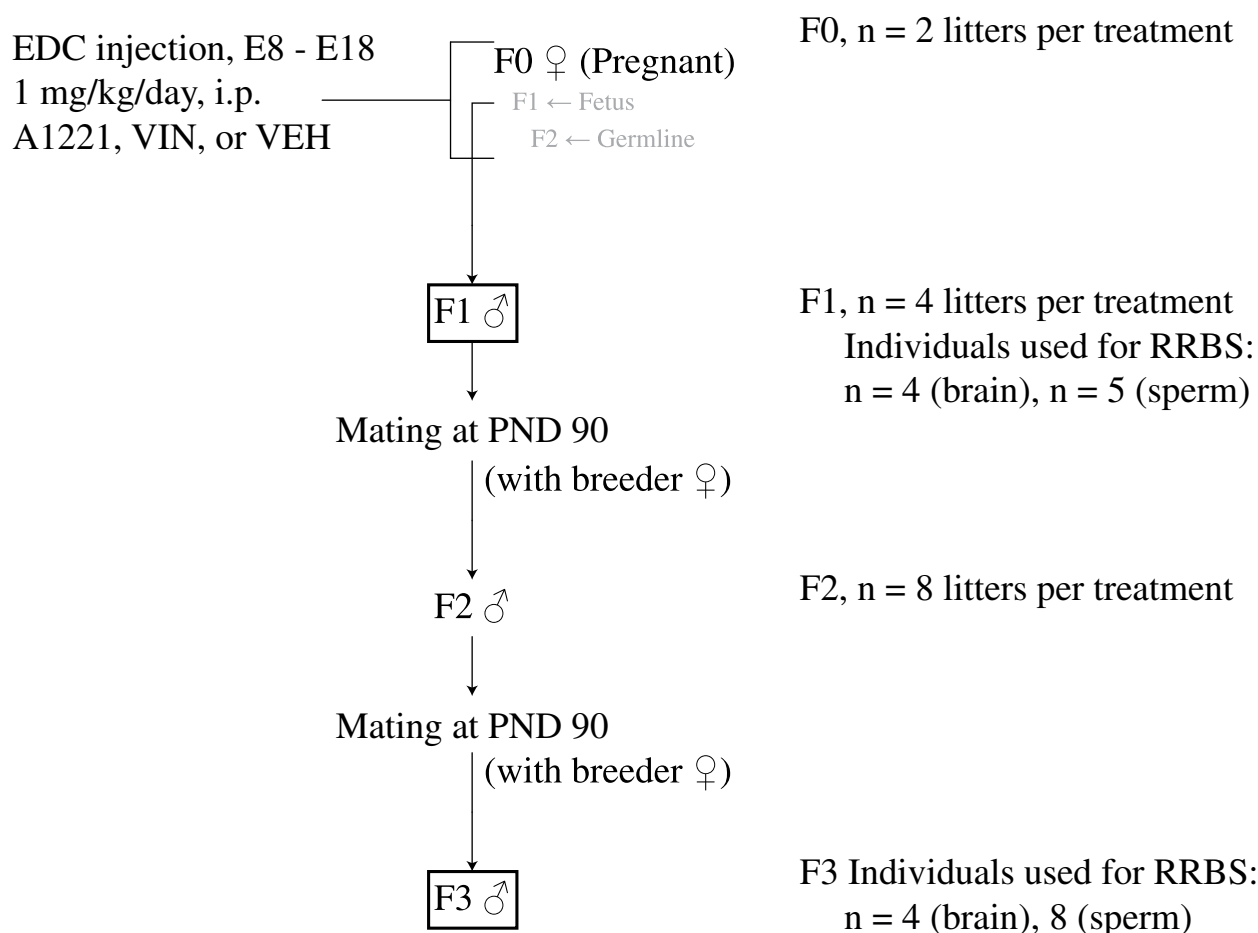 EDC injection, E8 - E18
1 mg/kg/day, i.p.
A1221, VIN, or VEH
F0 ♀ (Pregnant)
F1 ← Fetus
F2 ← Germline
F0, n = 2 litters per treatment
F1 ♂
F1, n = 4 litters per treatment
Individuals used for RRBS:
n = 4 (brain), n = 5 (sperm)
Mating at PND 90
(with breeder ♀)
F2 ♂
F2, n = 8 litters per treatment
Mating at PND 90
(with breeder ♀)
F3 ♂
F3 Individuals used for RRBS:
n = 4 (brain), 8 (sperm)